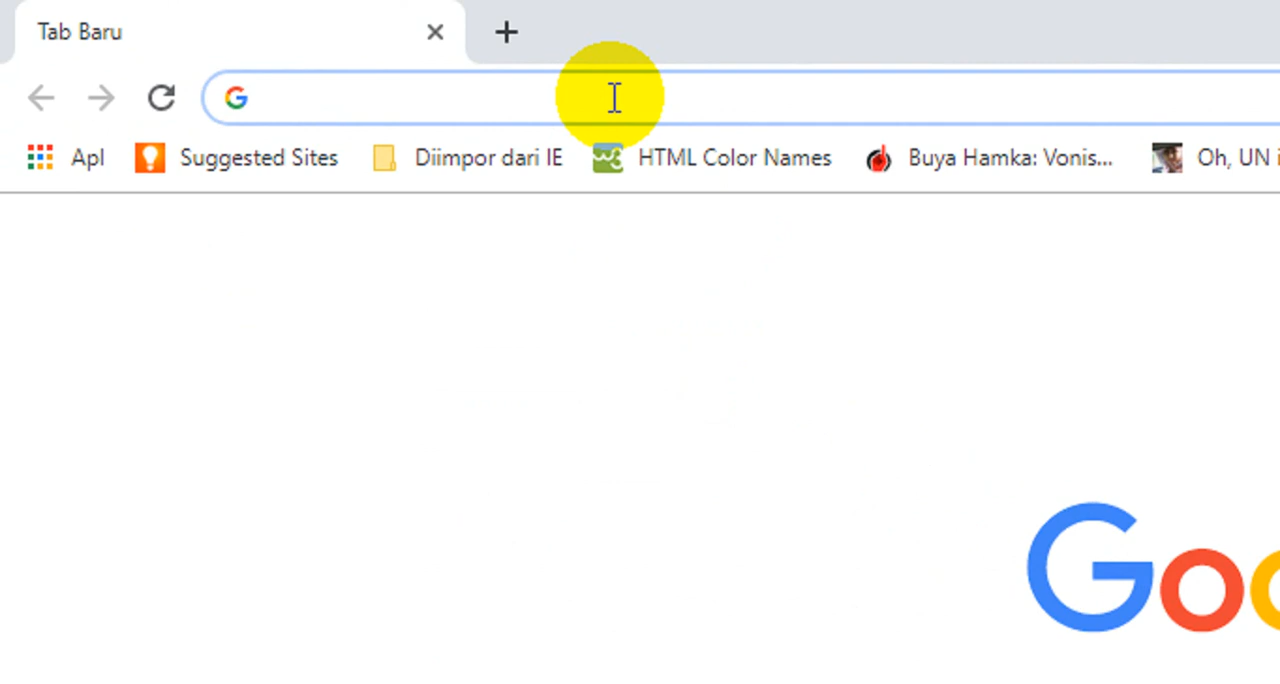 Tab Baru
Apl Suggested Sites Diimpor dari IE HTML Color Names Buya Hamka: Vonis... Oh, UN i
Goo